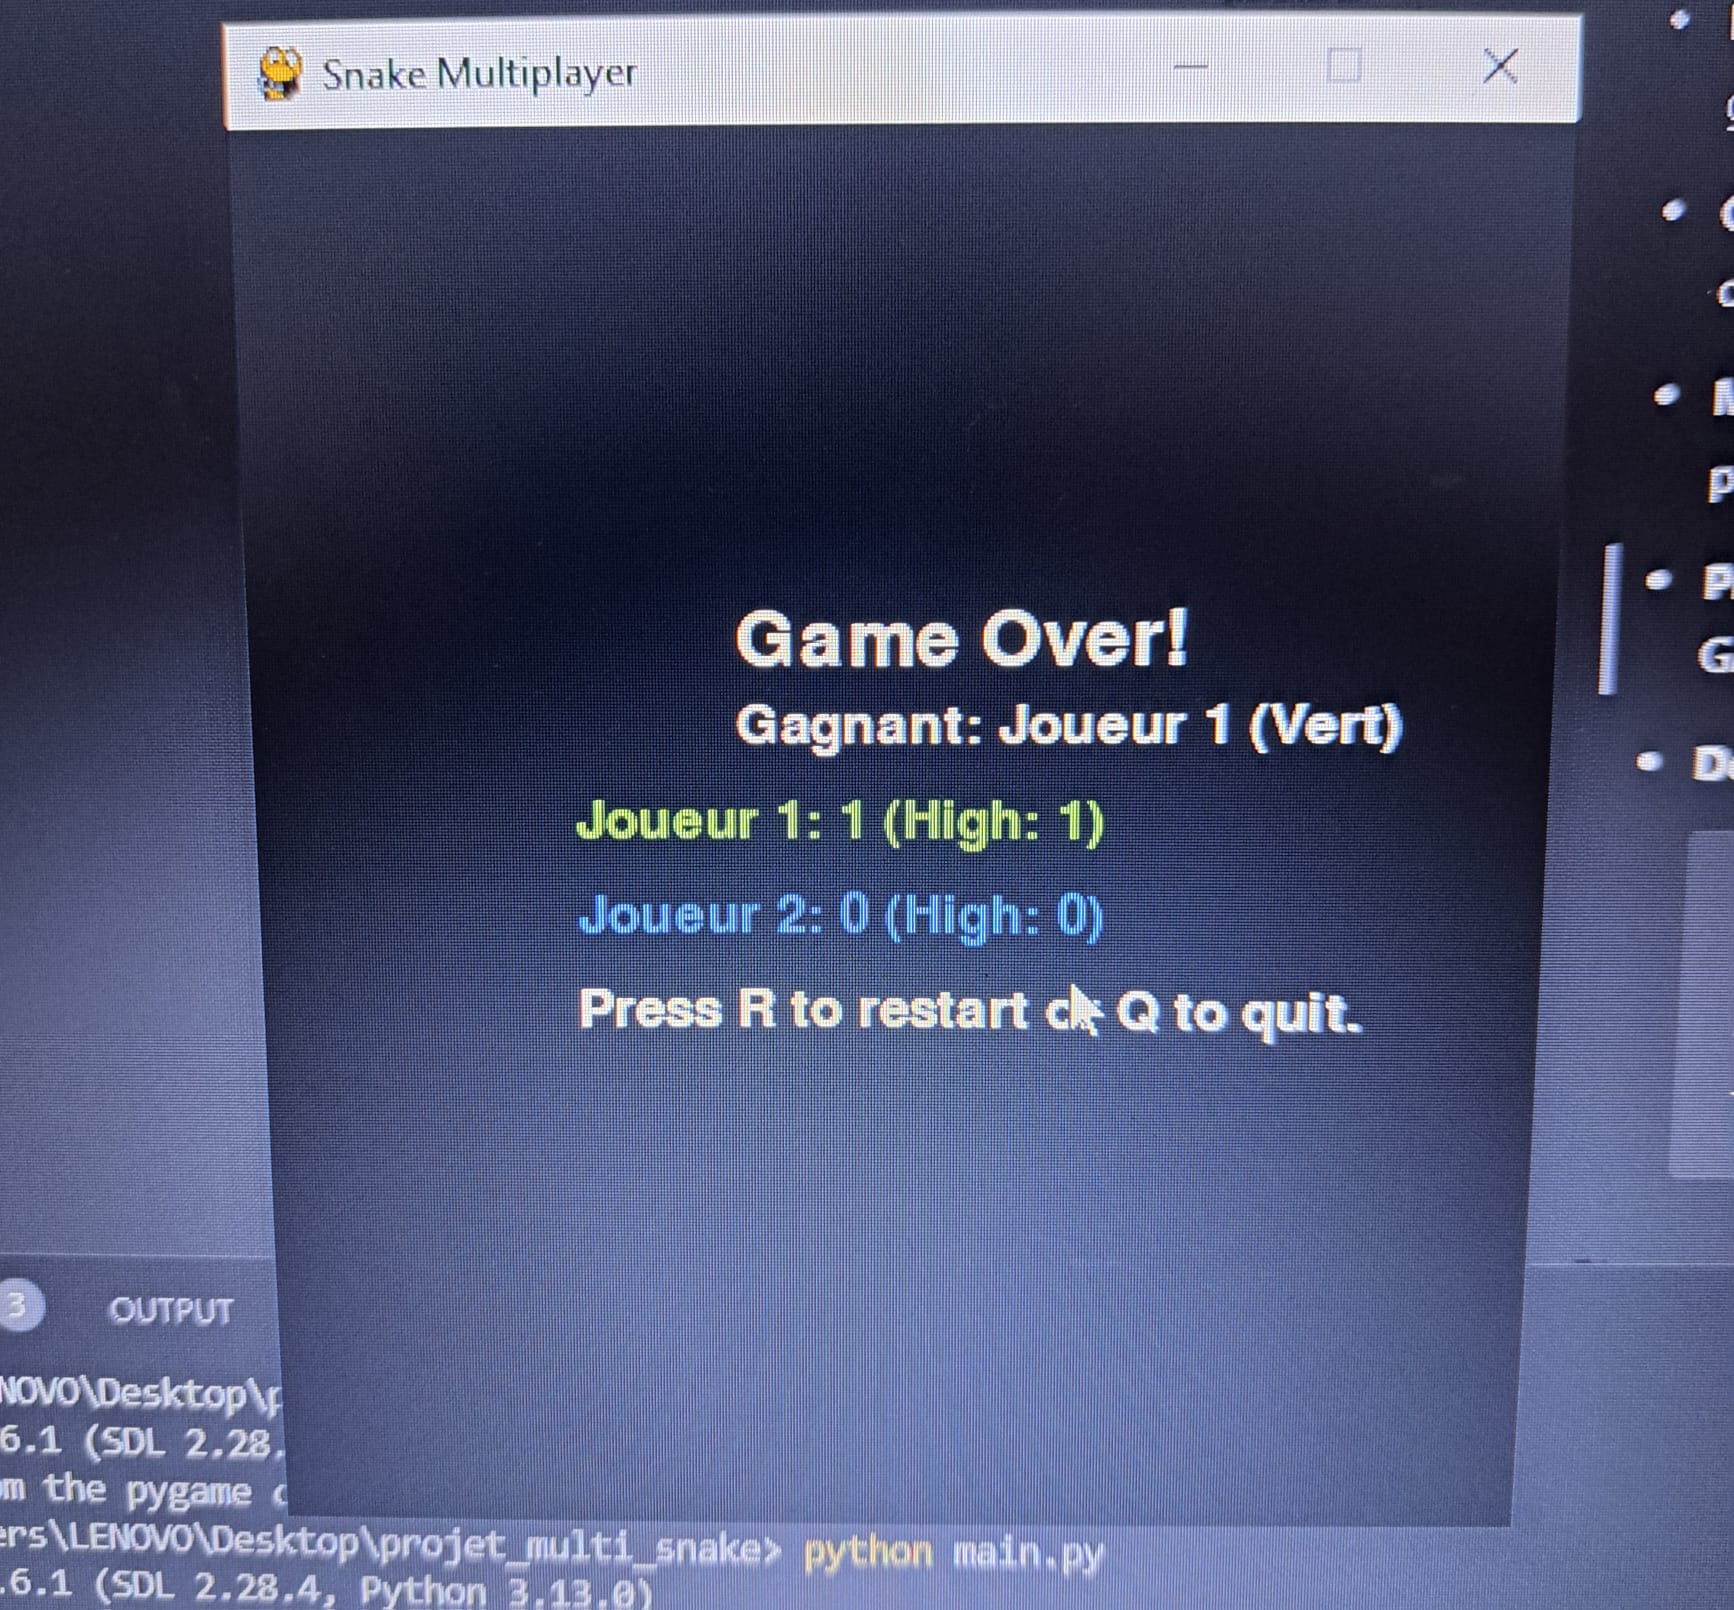 Snake Multiplayer
Game Over!
Gagnant: Joueur 1 (Vert)
Joueur 1: 1 (High: 1)
Joueur 2: 0 (High: 0)
Press R to restart Q to quit.
3 OUTPUT
NOVO\Desktop\p
6.1 (SDL 2.28.
om the pygame c
ers\LENOVO\Desktop\projet_multi_snake> python main.py
.6.1 (SDL 2.28.4, Python 3.13.0)